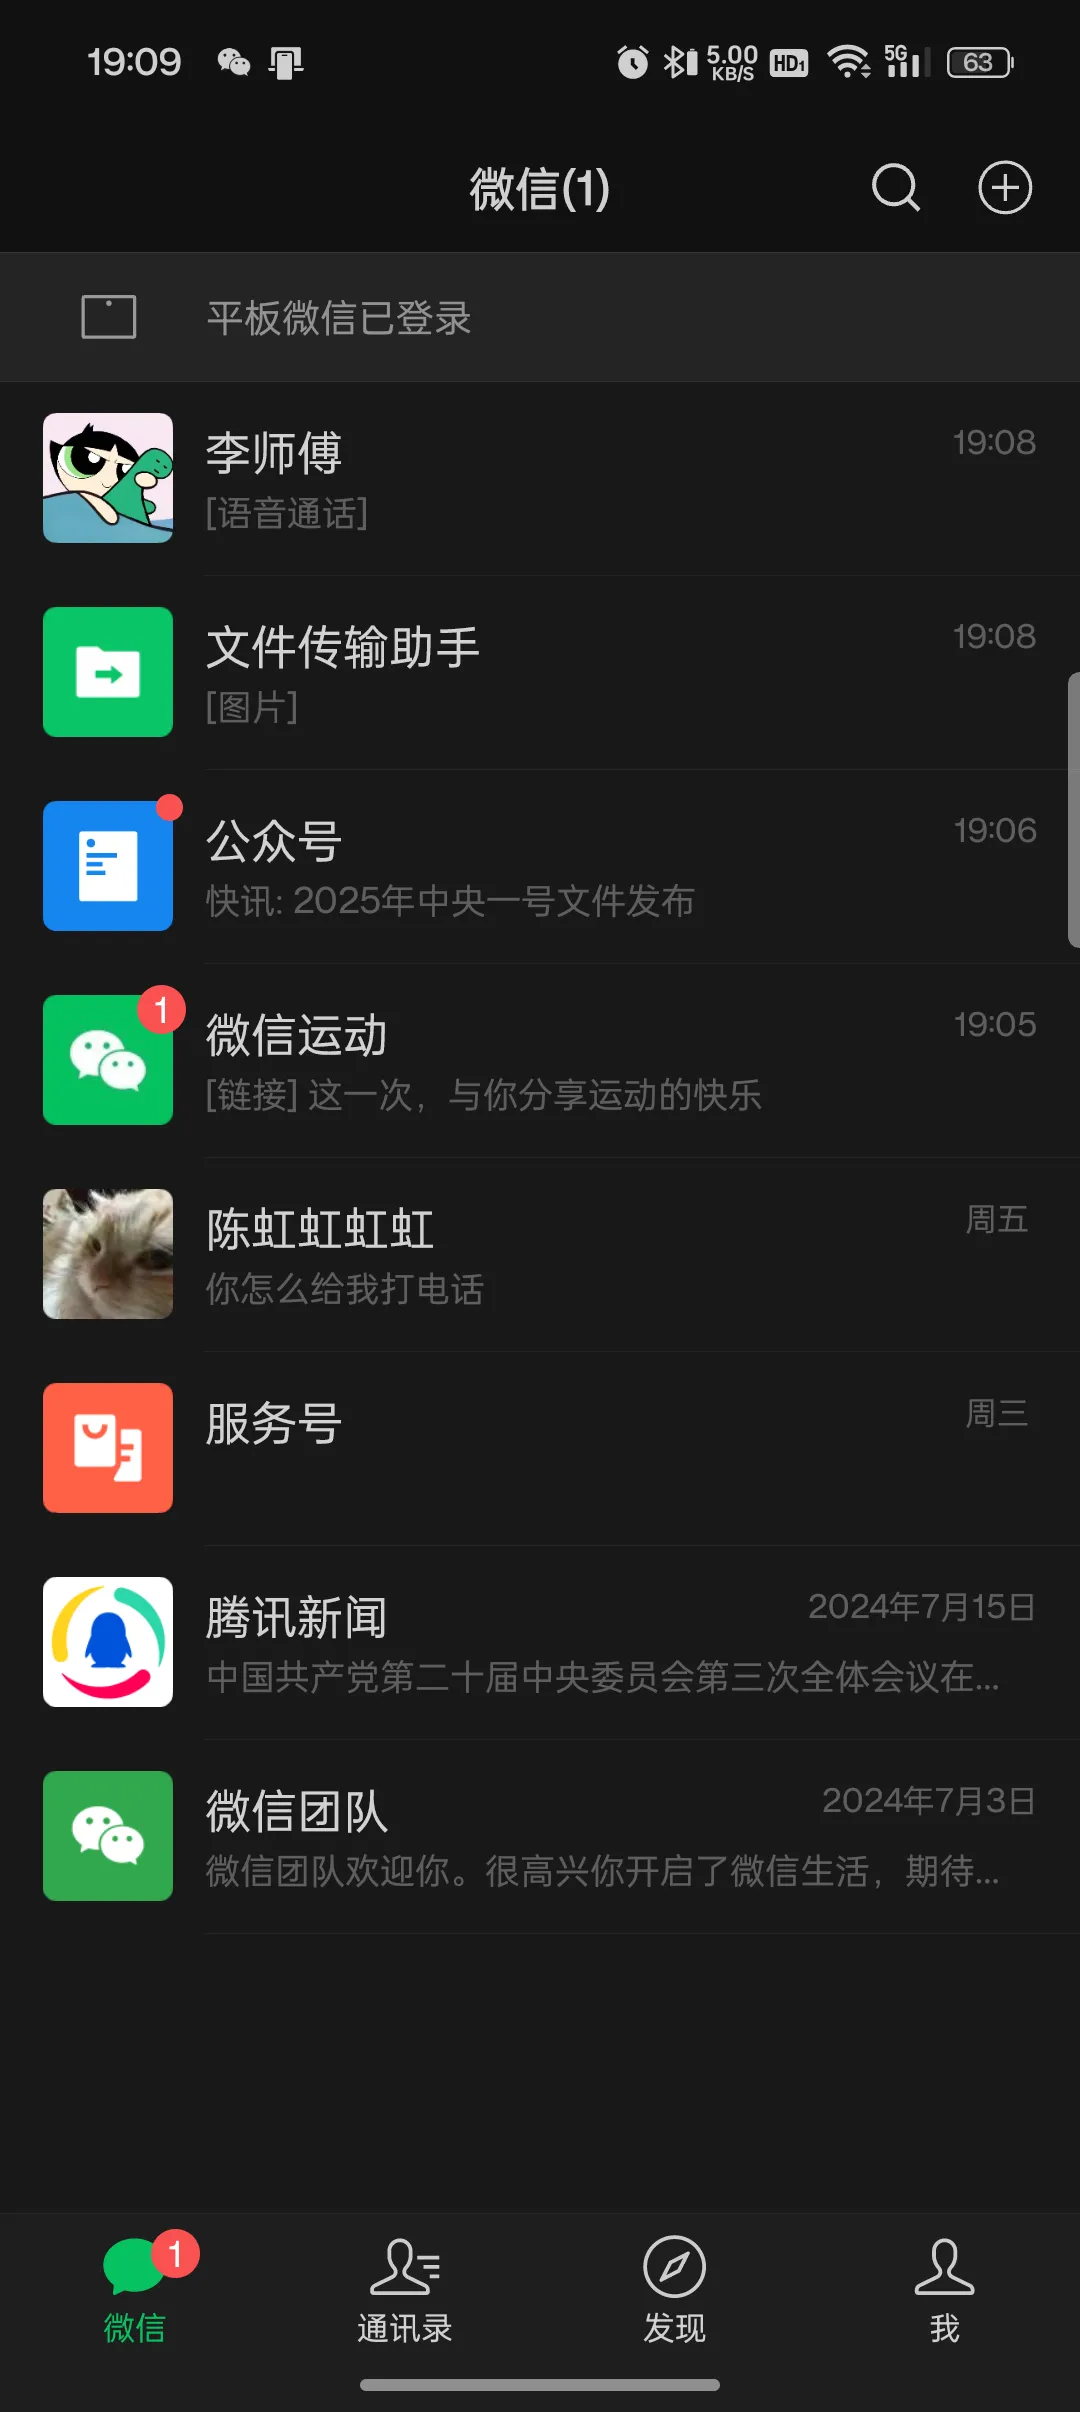 19:09
5.00
KB/S
HD1
5G
63
微信(1)
平板微信已登录
李师傅
19:08
[语音通话]
文件传输助手
19:08
[图片]
公众号
19:06
快讯: 2025年中央一号文件发布
1
微信运动
19:05
[链接] 这一次，与你分享运动的快乐
陈虹虹虹虹
周五
你怎么给我打电话
服务号
周三
腾讯新闻
2024年7月15日
中国共产党第二十届中央委员会第三次全体会议在...
微信团队
2024年7月3日
微信团队欢迎你。很高兴你开启了微信生活，期待...
1
微信
通讯录
发现
我